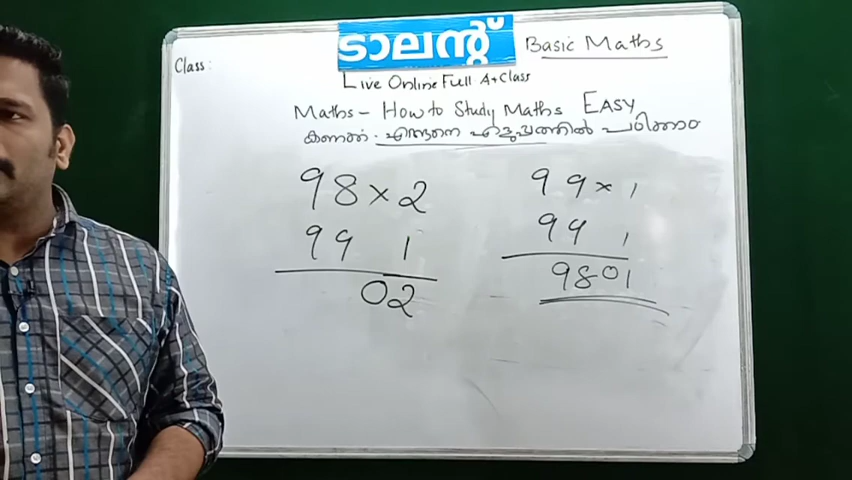 ടാലന്റ് Basic Maths
Class:
Live Online Full A+ Class
Maths - How to Study Maths EASY
കണക്ക് . എങ്ങനെ എളുപ്പത്തിൽ പഠിക്കാം
98 × 2
99 1
02
99 × 1
99 1
9801